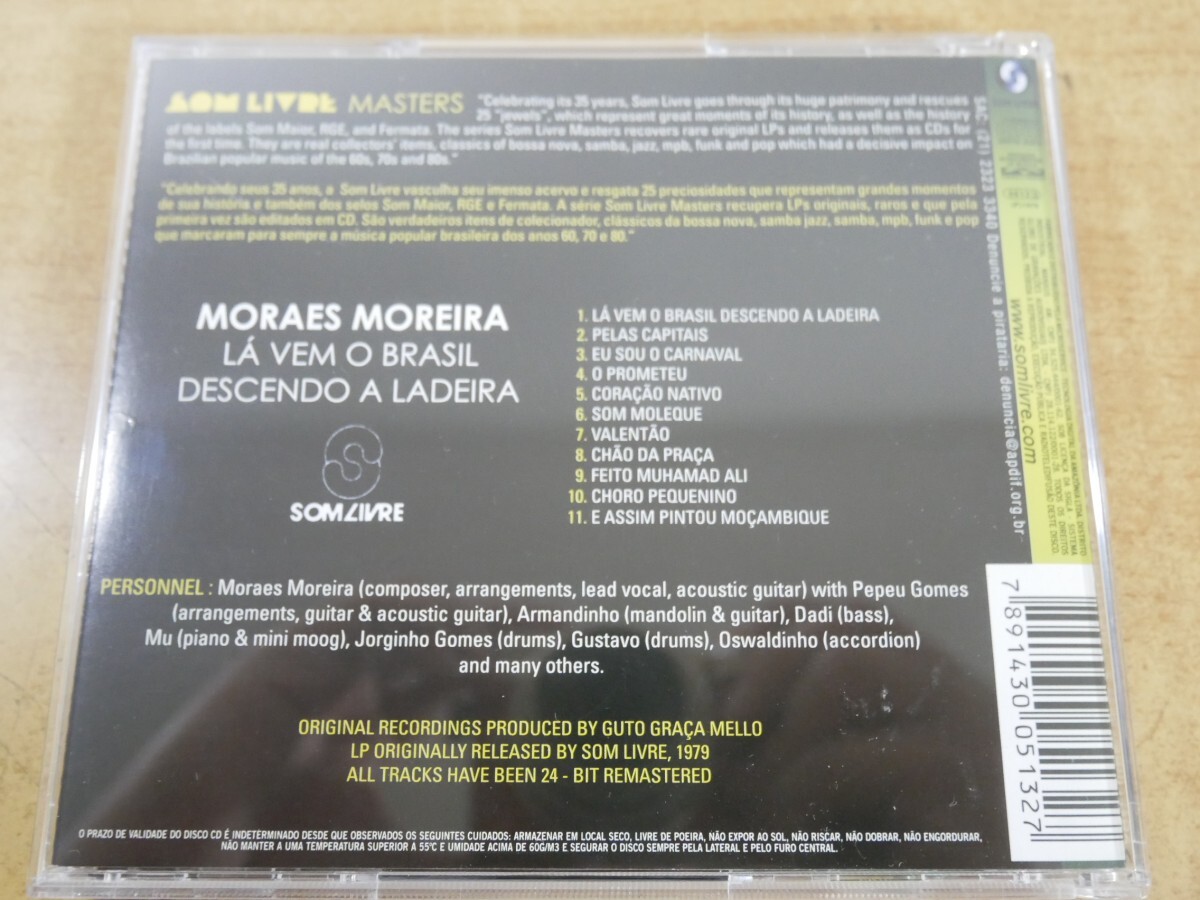 SOM LIVRE MASTERS "Celebrating its 35 years, Som Livre goes through its huge patrimony and rescues
25 "jewels", which represent great moments of its history, as well as the history
of the labels Som Maior, RGE, and Fermata. The series Som Livre Masters recovers rare original LPs and releases them as CDs for
the first time. They are real collectors' items, classics of bossa nova, samba, jazz, mpb, funk and pop which had a decisive impact on
Brazilian popular music of the 60s, 70s and 80s."
"Celebrando seus 35 anos, a Som Livre vasculha seu imenso acervo e resgata 25 preciosidades que representam grandes momentos
de sua história e também dos selos Som Maior, RGE e Fermata. A série Som Livre Masters recupera LPs originais, raros e que pela
primeira vez são editados em CD. São verdadeiros itens de colecionador, clássicos da bossa nova, samba jazz, samba, mpb, funk e pop
que marcaram para sempre a música popular brasileira dos anos 60, 70 e 80."
MORAES MOREIRA
LÁ VEM O BRASIL
DESCENDO A LADEIRA
SOM LIVRE
1. LÁ VEM O BRASIL DESCENDO A LADEIRA
2. PELAS CAPITAIS
3. EU SOU O CARNAVAL
4. O PROMETEU
5. CORAÇÃO NATIVO
6. SOM MOLEQUE
7. VALENTÃO
8. CHÃO DA PRAÇA
9. FEITO MUHAMAD ALI
10. CHORO PEQUENINO
11. E ASSIM PINTOU MOÇAMBIQUE
PERSONNEL : Moraes Moreira (composer, arrangements, lead vocal, acoustic guitar) with Pepeu Gomes
(arrangements, guitar & acoustic guitar), Armandinho (mandolin & guitar), Dadi (bass),
Mu (piano & mini moog), Jorginho Gomes (drums), Gustavo (drums), Oswaldinho (accordion)
and many others.
ORIGINAL RECORDINGS PRODUCED BY GUTO GRAÇA MELLO
LP ORIGINALLY RELEASED BY SOM LIVRE, 1979
ALL TRACKS HAVE BEEN 24 - BIT REMASTERED
O PRAZO DE VALIDADE DO DISCO CD É INDETERMINADO DESDE QUE OBSERVADOS OS SEGUINTES CUIDADOS: ARMAZENAR EM LOCAL SECO, LIVRE DE POEIRA, NÃO EXPOR AO SOL, NÃO RISCAR, NÃO DOBRAR, NÃO ENGORDURAR,
NÃO MANTER A UMA TEMPERATURA SUPERIOR A 55ºC E UMIDADE ACIMA DE 60G/M3 E SEGURAR O DISCO SEMPRE PELA LATERAL E PELO FURO CENTRAL.
SAC (21) 2323 3340 Denuncie a pirataria: denuncia@apdif.org.br
www.somlivre.com
7 891430 051327